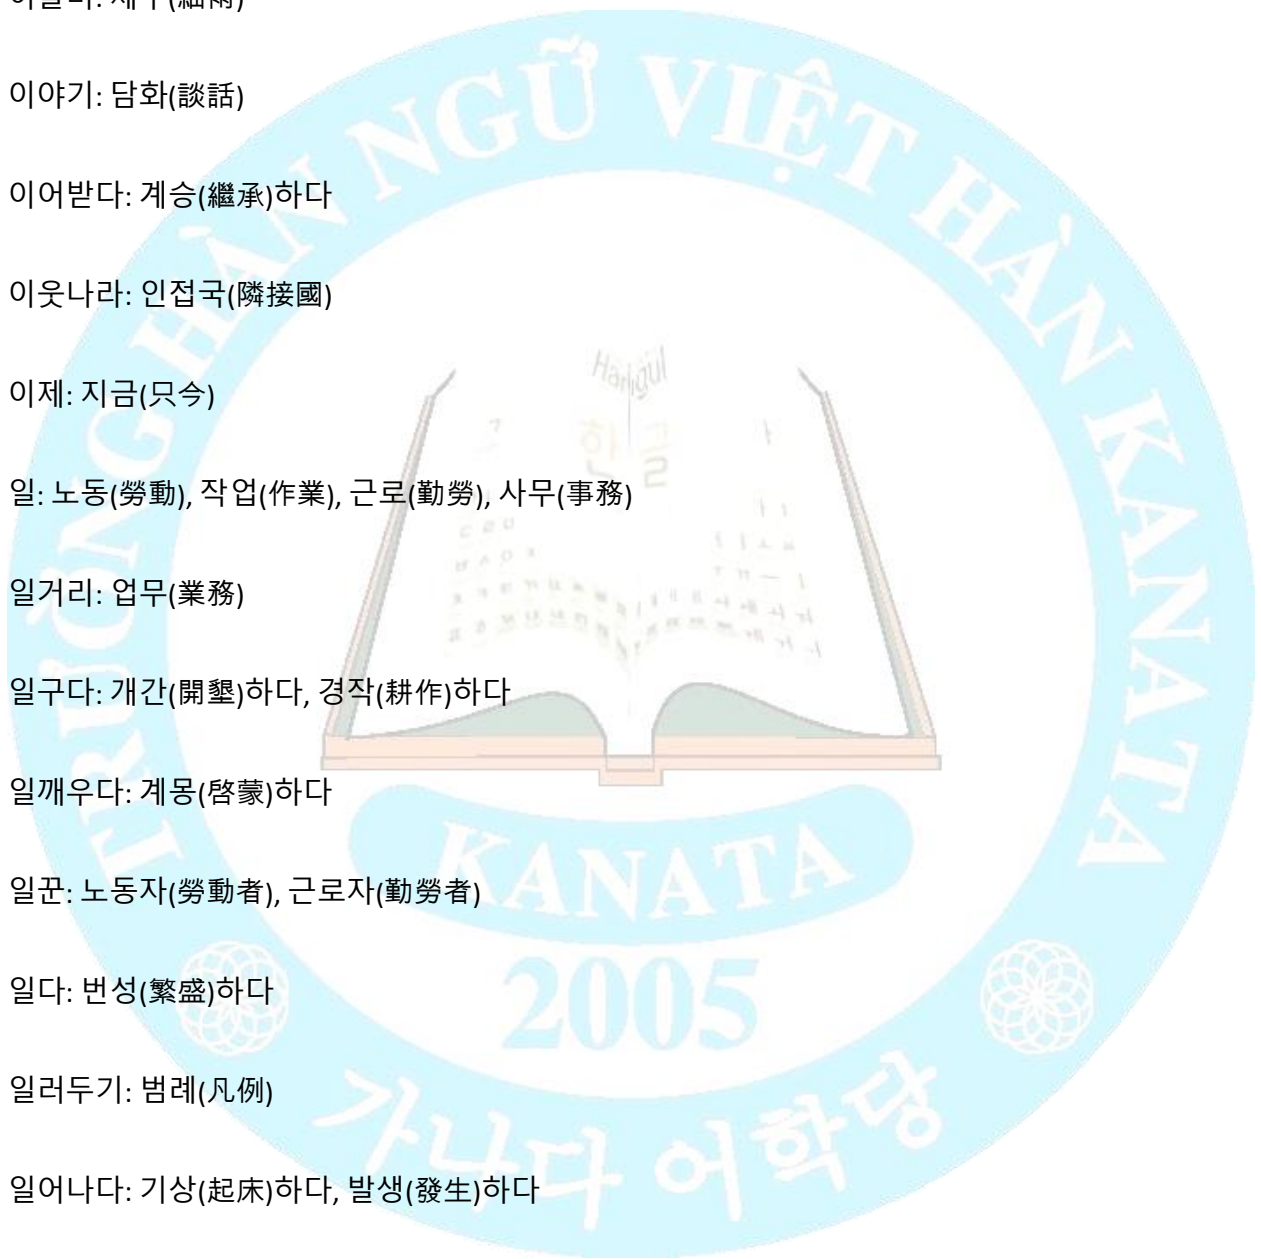 이야기: 담화(談話)
이어받다: 계승(繼承)하다
이웃나라: 인접국(隣接國)
이제: 지금(只今)
일: 노동(勞動), 작업(作業), 근로(勤勞), 사무(事務)
일거리: 업무(業務)
일구다: 개간(開墾)하다, 경작(耕作)하다
일깨우다: 계몽(啓蒙)하다
일꾼: 노동자(勞動者), 근로자(勤勞者)
일다: 번성(繁盛)하다
일러두기: 범례(凡例)
일어나다: 기상(起床)하다, 발생(發生)하다
TRƯỜNG HÀN NGŨ VIỆT HÀN KANATA
Hangul
한글
KANATA
2005
가나다 어학당